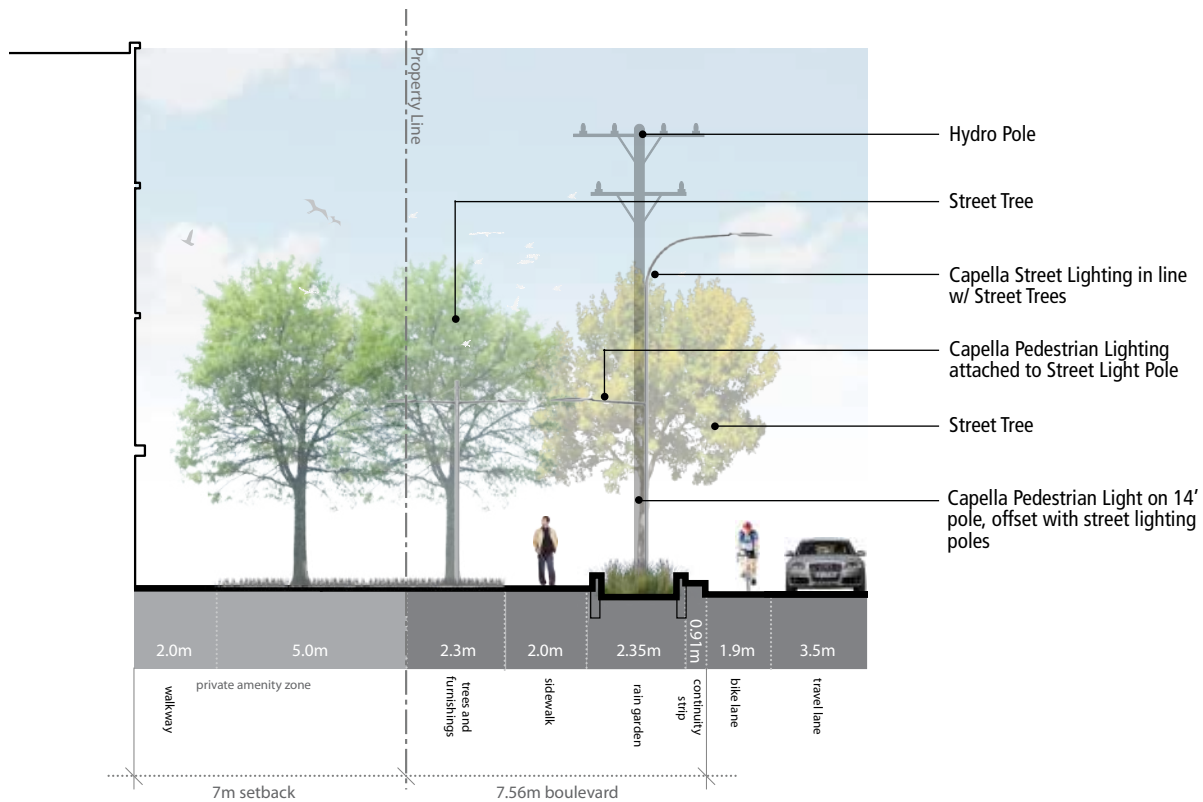 Property Line
Hydro Pole
Street Tree
Capella Street Lighting in line
w/ Street Trees
Capella Pedestrian Lighting
attached to Street Light Pole
Street Tree
Capella Pedestrian Light on 14'
pole, offset with street lighting
poles
2.0m
5.0m
2.3m
2.0m
2.35m
0.91m
1.9m
3.5m
walkway
private amenity zone
trees and
furnishings
sidewalk
rain garden
continuity
strip
bike lane
travel lane
7m setback
7.56m boulevard